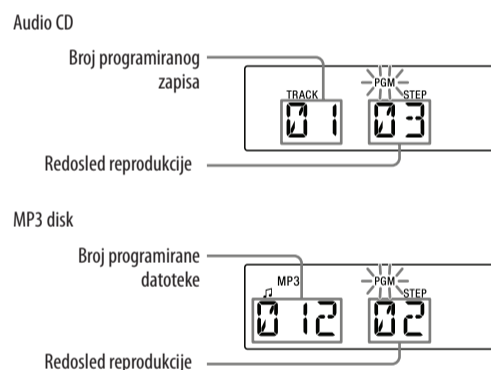 Audio CD
Broj programiranog
zapisa
PGM
TRACK STEP
01 03
Redosled reprodukcije
MP3 disk
Broj programirane
datoteke
♫ MP3 PGM
STEP
012 02
Redosled reprodukcije